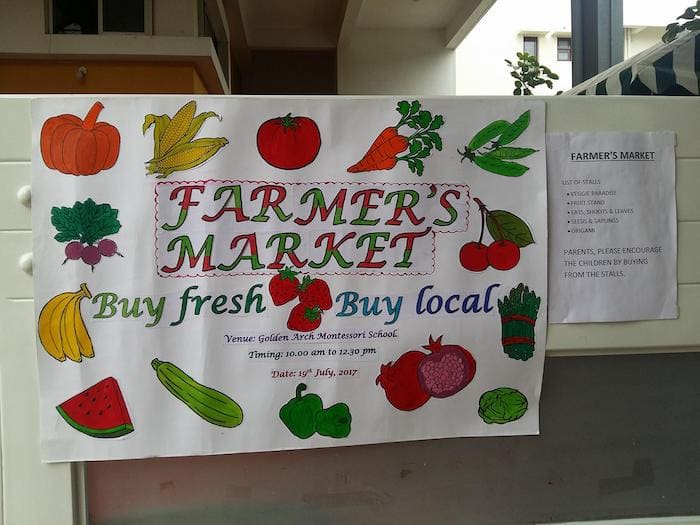 FARMER'S
MARKET
Buy fresh Buy local
Venue: Golden Arch Montessori School.
Timing: 10.00 am to 12.30 pm
Date: 19th July, 2017
FARMER'S MARKET
LIST OF STALLS
• VEGGIE PARADISE
• FRUIT STAND
• EATS, SHOOTS & LEAVES
• SEEDS & SAPLINGS
• ORIGAMI
PARENTS, PLEASE ENCOURAGE
THE CHILDREN BY BUYING
FROM THE STALLS.